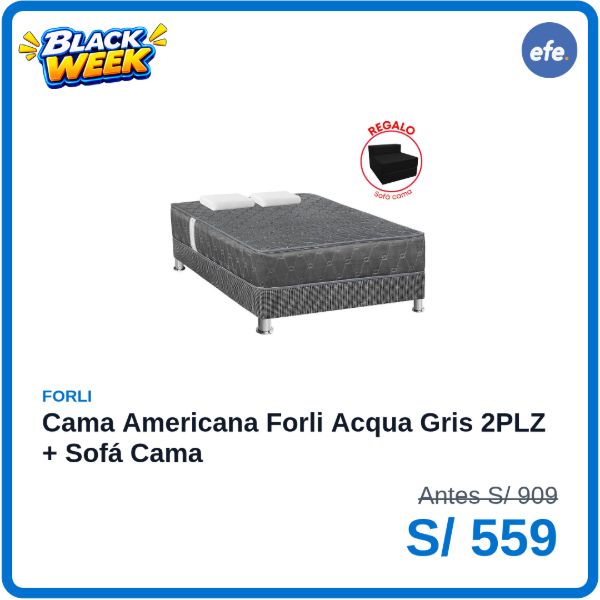 BLACK
WEEK
efe.
REGALO
Sofá cama
FORLI
Cama Americana Forli Acqua Gris 2PLZ
+ Sofá Cama
Antes S/ 909
S/ 559